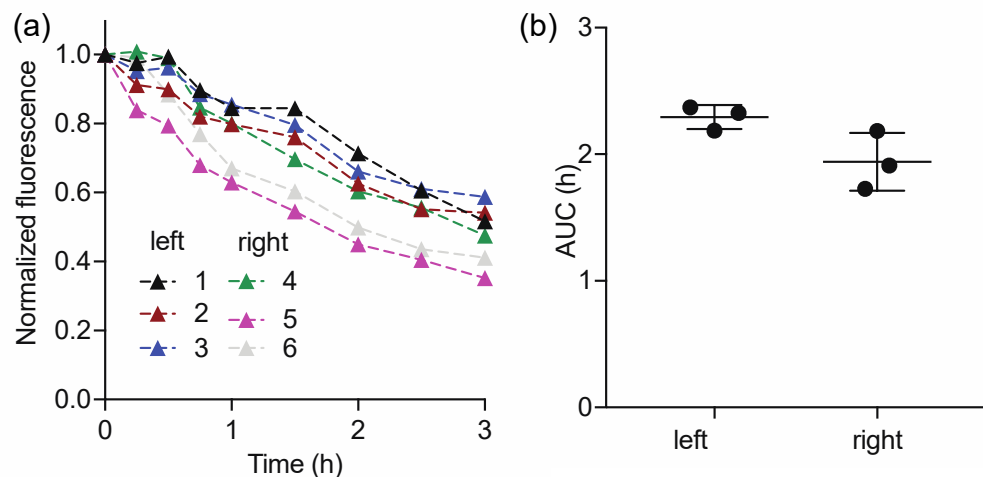 (a)
Normalized fluorescence
1.0
0.8
0.6
0.4
0.2
0.0
left right
1 4
2 5
3 6
0 1 2 3
Time (h)
(b)
AUC (h)
3
2
1
0
left right